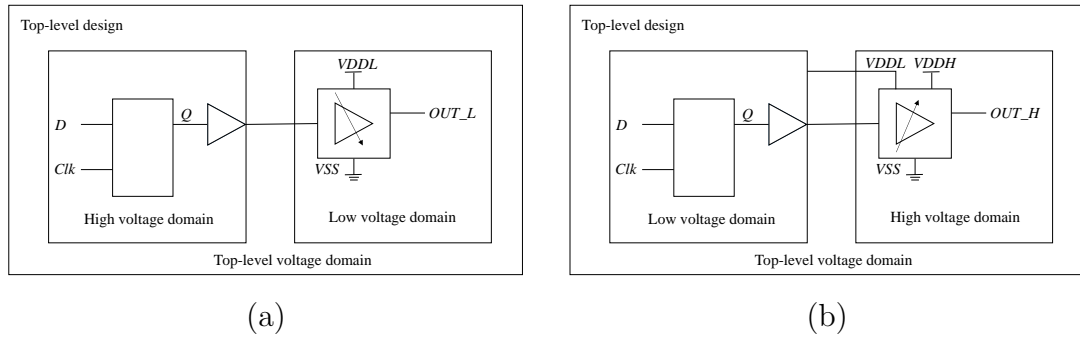 Top-level design
VDDL
Q
D
OUT_L
Clk
VSS
High voltage domain
Low voltage domain
Top-level voltage domain
(a)
Top-level design
VDDL VDDH
Q
D
OUT_H
Clk
VSS
Low voltage domain
High voltage domain
Top-level voltage domain
(b)